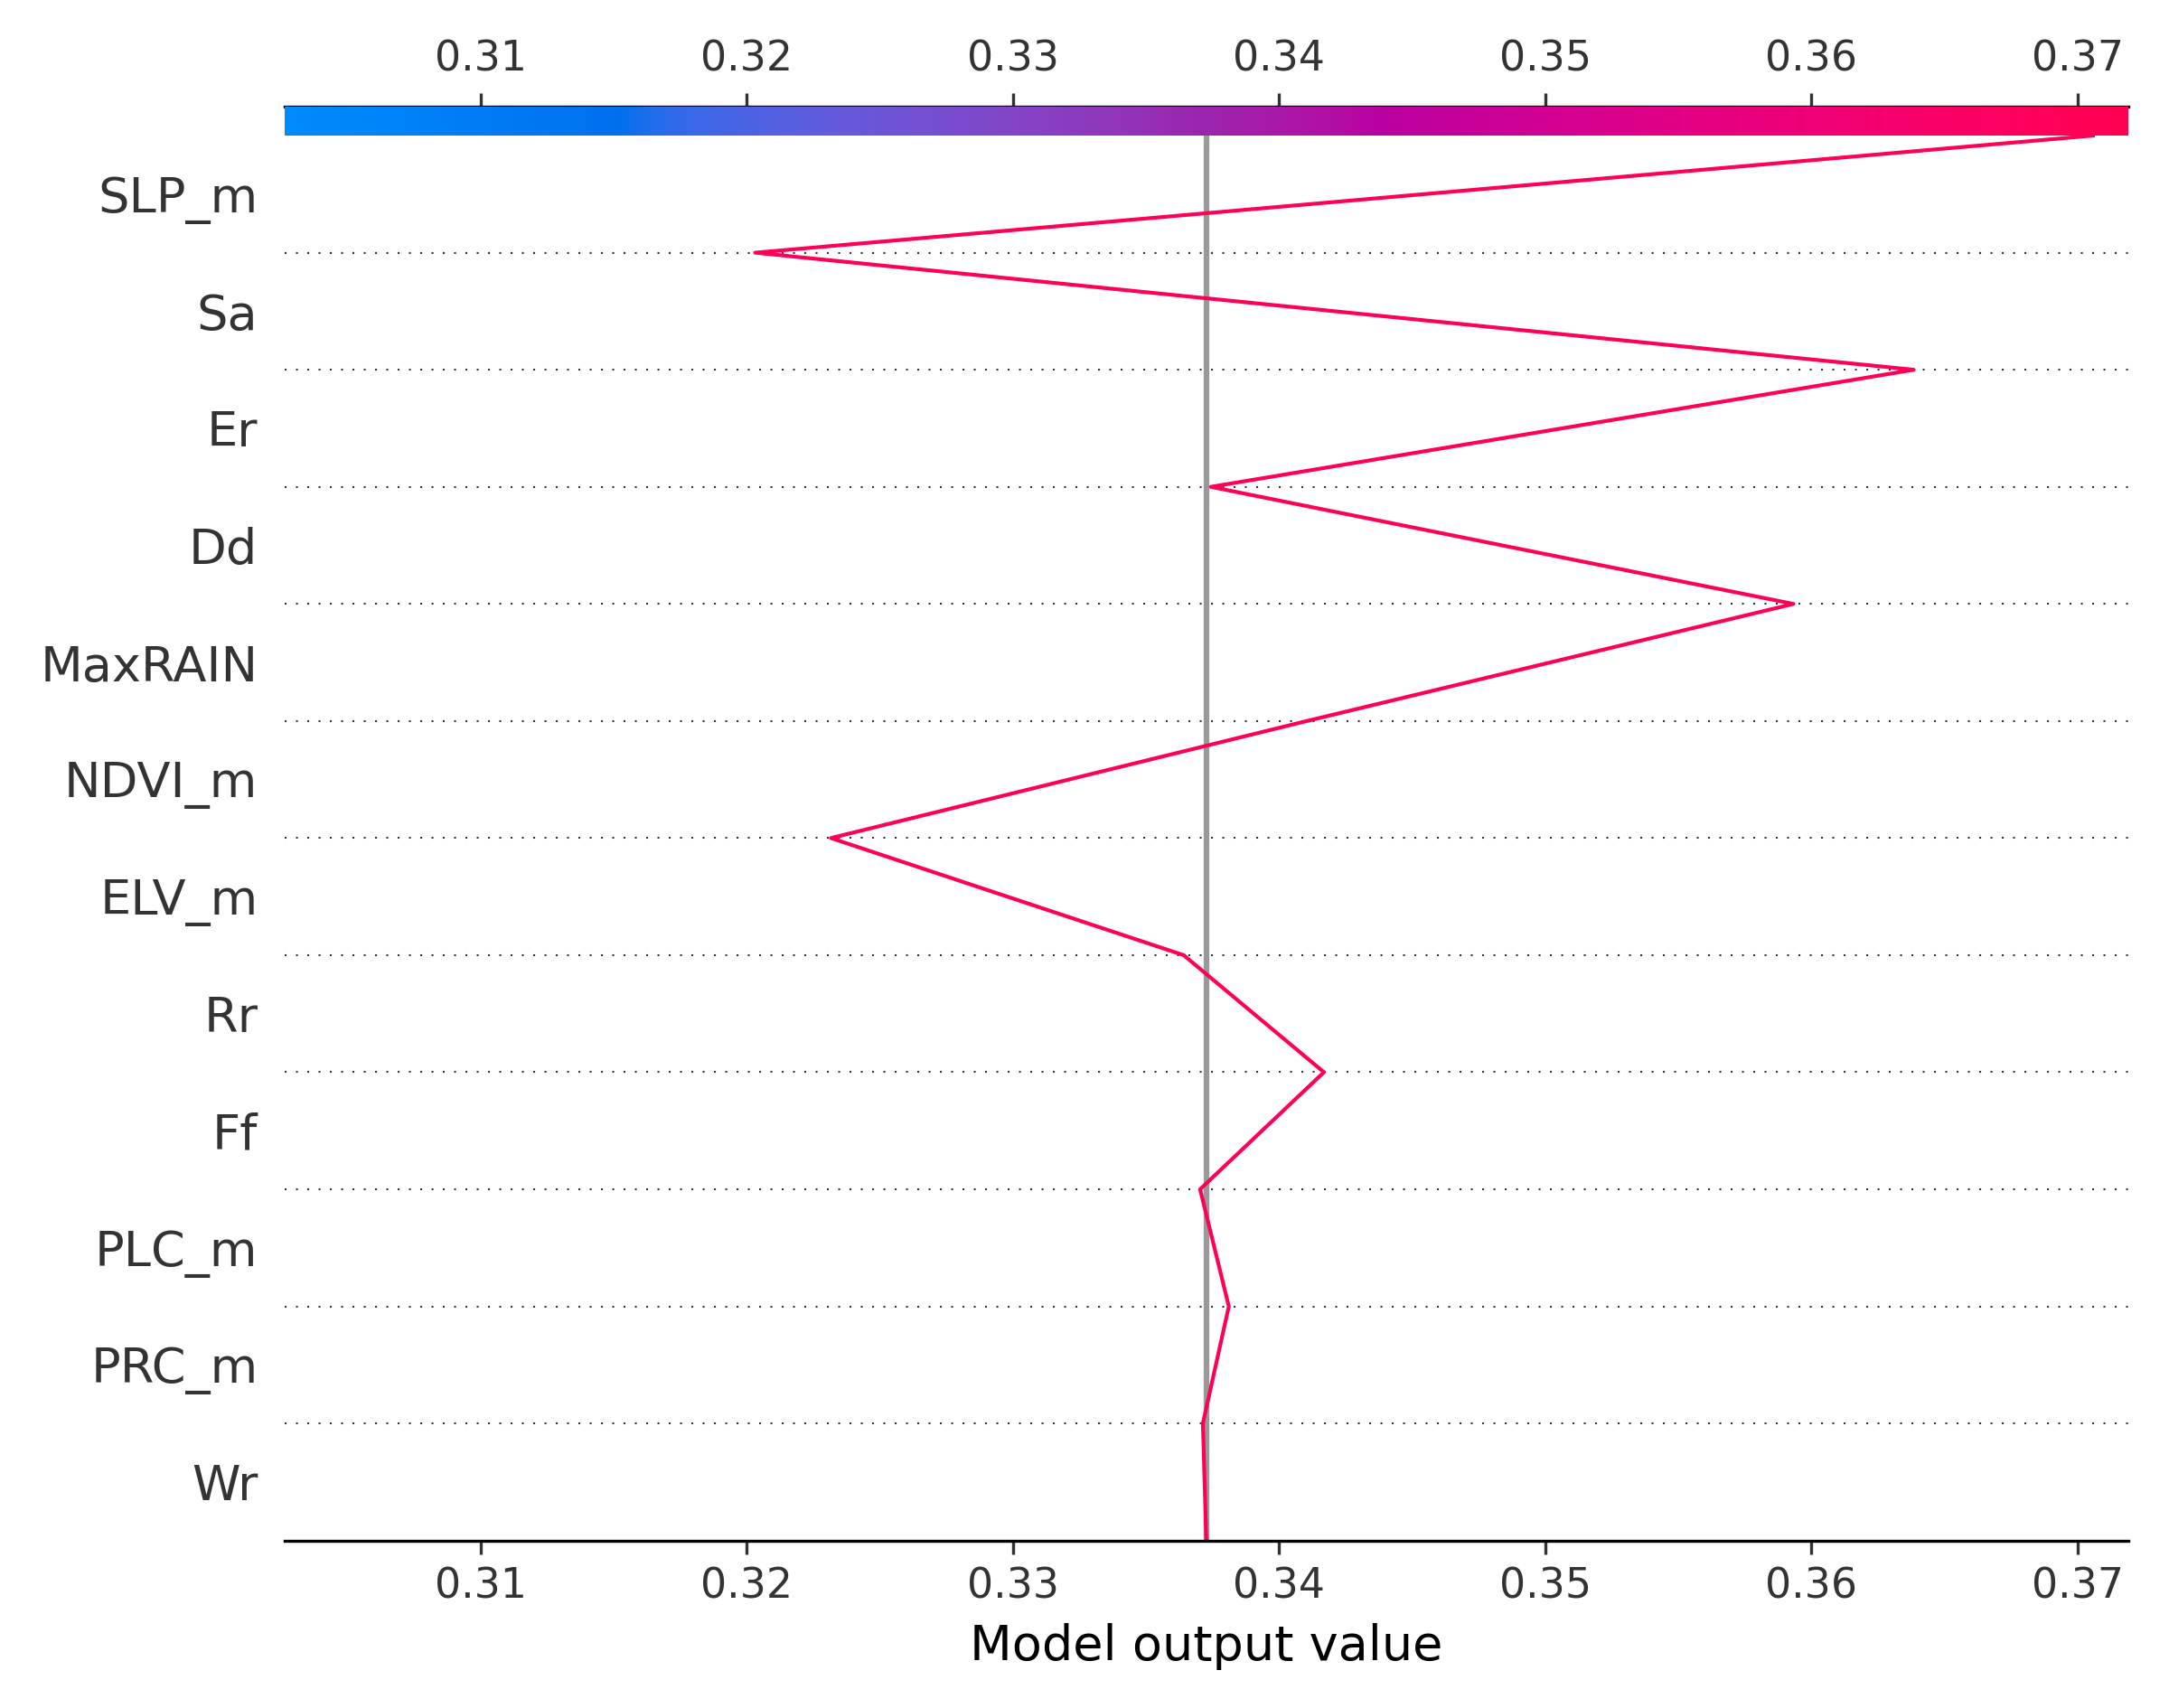 0.31 0.32 0.33 0.34 0.35 0.36 0.37
SLP_m
Sa
Er
Dd
MaxRAIN
NDVI_m
ELV_m
Rr
Ff
PLC_m
PRC_m
Wr
0.31 0.32 0.33 0.34 0.35 0.36 0.37
Model output value